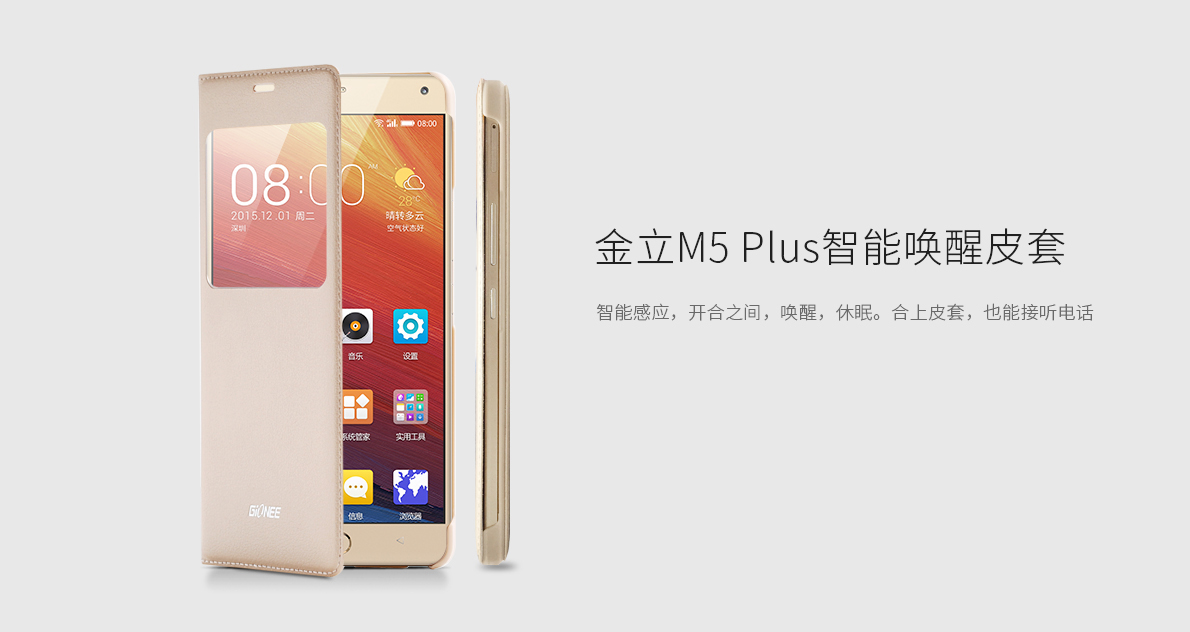 08:00
08:00
AM
28°C
2015.12.01 周二
晴转多云
深圳
空气状态好
音乐
设置
系统管家
实用工具
信息
浏览器
GIONEE
金立M5 Plus智能唤醒皮套
智能感应，开合之间，唤醒，休眠。合上皮套，也能接听电话